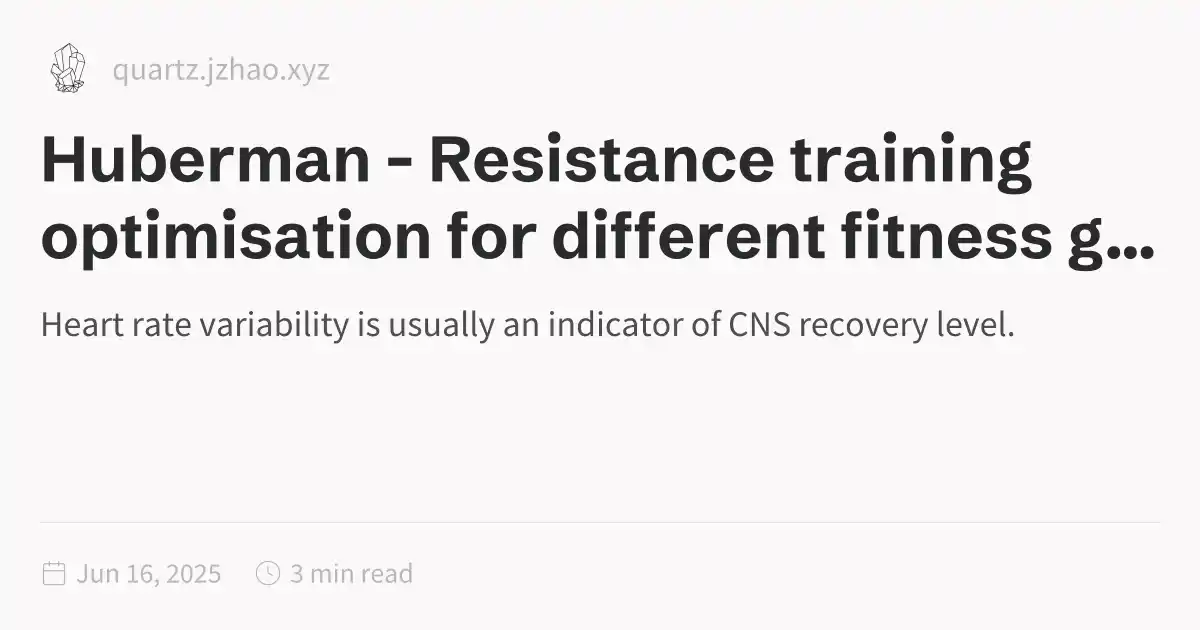 quartz.jzhao.xyz
Huberman - Resistance training
optimisation for different fitness g...
Heart rate variability is usually an indicator of CNS recovery level.
Jun 16, 2025 3 min read